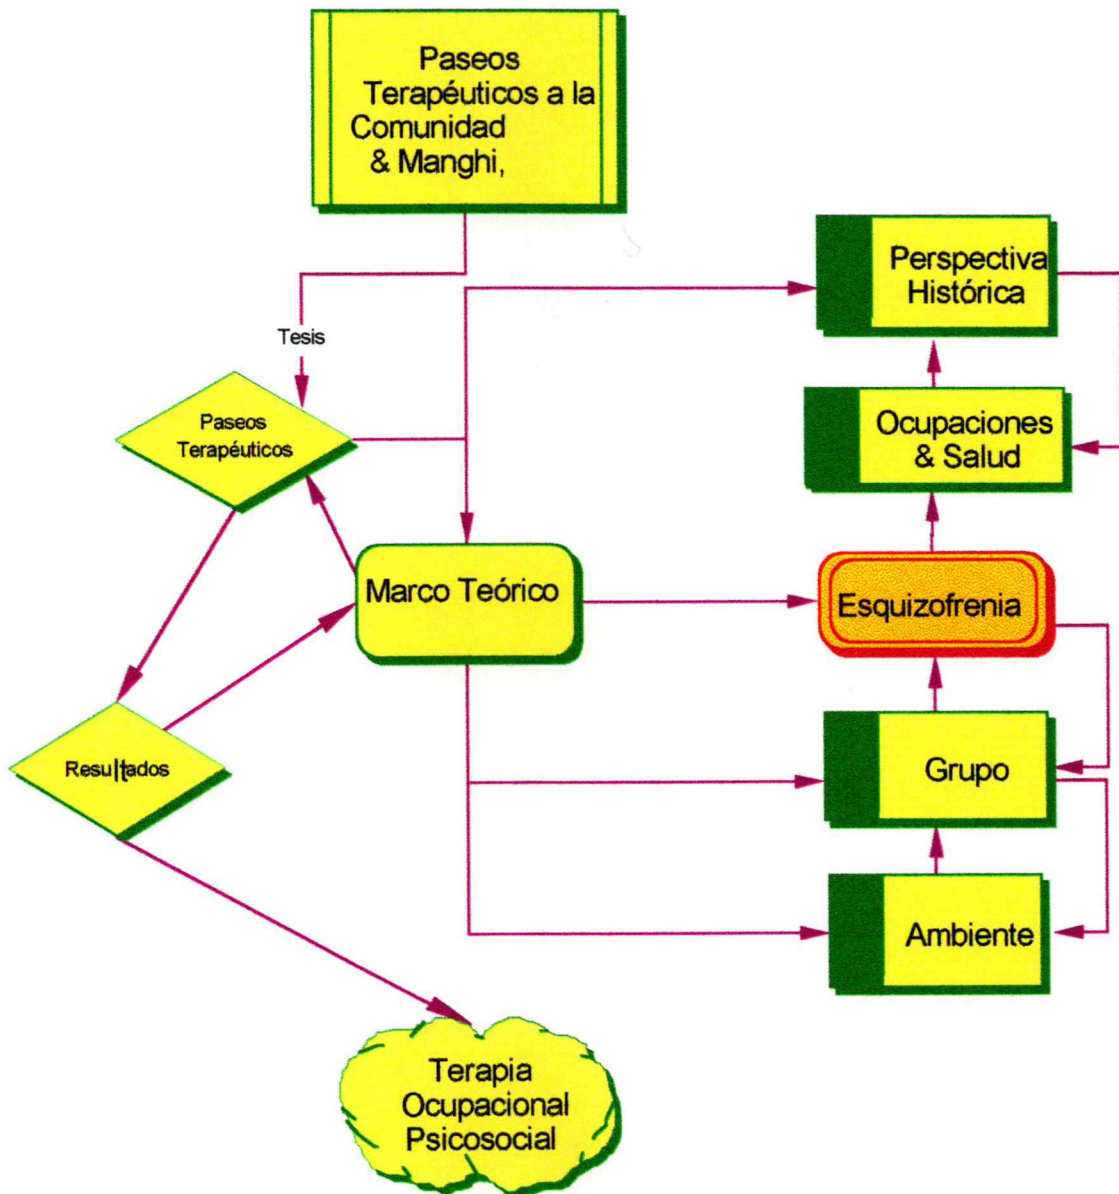 Paseos
Terapéuticos a la
Comunidad
& Manghi,
Perspectiva
Histórica
Tesis
Ocupaciones
& Salud
Paseos
Terapéuticos
Marco Teórico
Esquizofrenia
Resultados
Grupo
Ambiente
Terapia
Ocupacional
Psicosocial